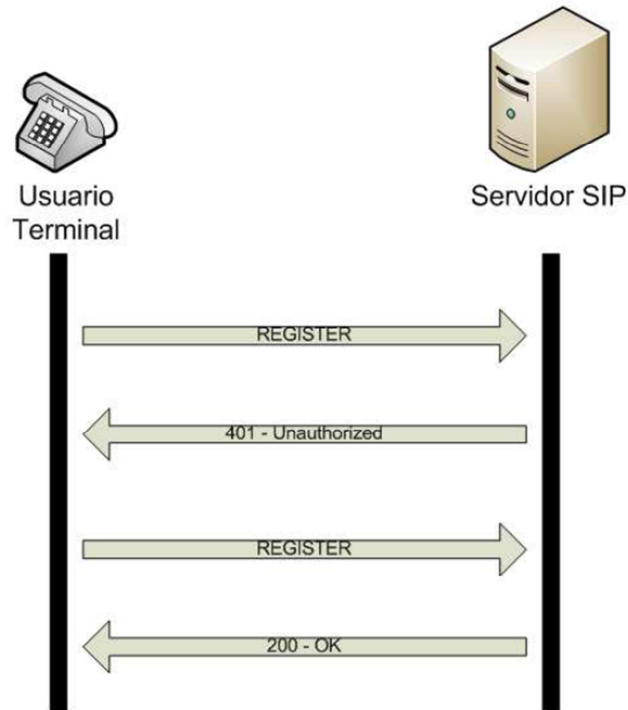 Usuario
Terminal
Servidor SIP
REGISTER
401 - Unauthorized
REGISTER
200 - OK